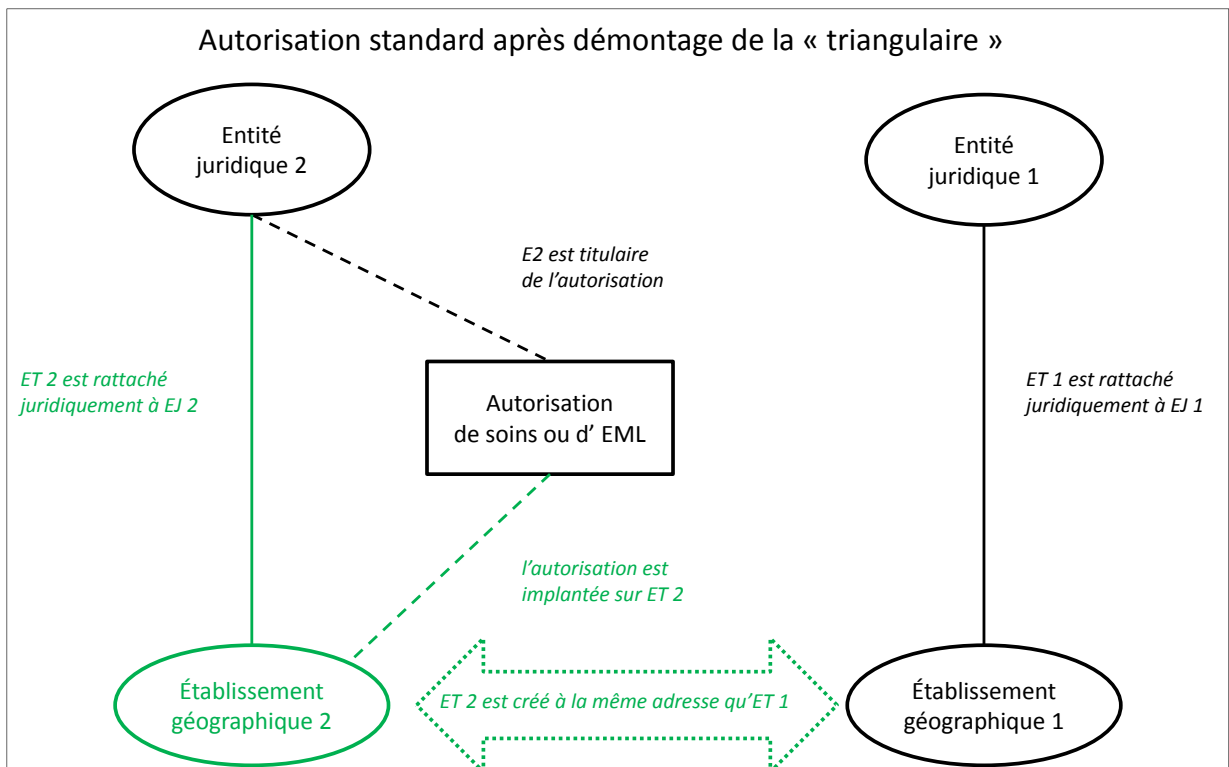 Autorisation standard après démontage de la « triangulaire »
Entité
juridique 2
Entité
juridique 1
E2 est titulaire
de l’autorisation
ET 2 est rattaché
juridiquement à EJ 2
Autorisation
de soins ou d’ EML
ET 1 est rattaché
juridiquement à EJ 1
l’autorisation est
implantée sur ET 2
Établissement
géographique 2
ET 2 est créé à la même adresse qu’ET 1
Établissement
géographique 1